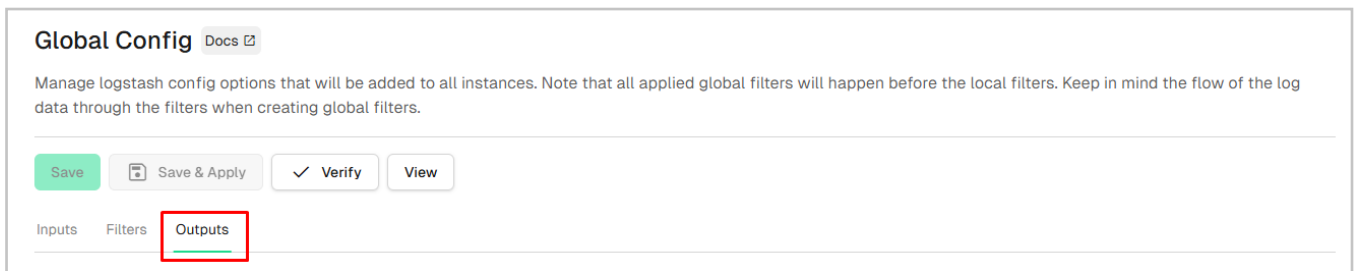 Global Config Docs
Manage logstash config options that will be added to all instances. Note that all applied global filters will happen before the local filters. Keep in mind the flow of the log
data through the filters when creating global filters.
Save Save & Apply Verify View
Inputs Filters Outputs